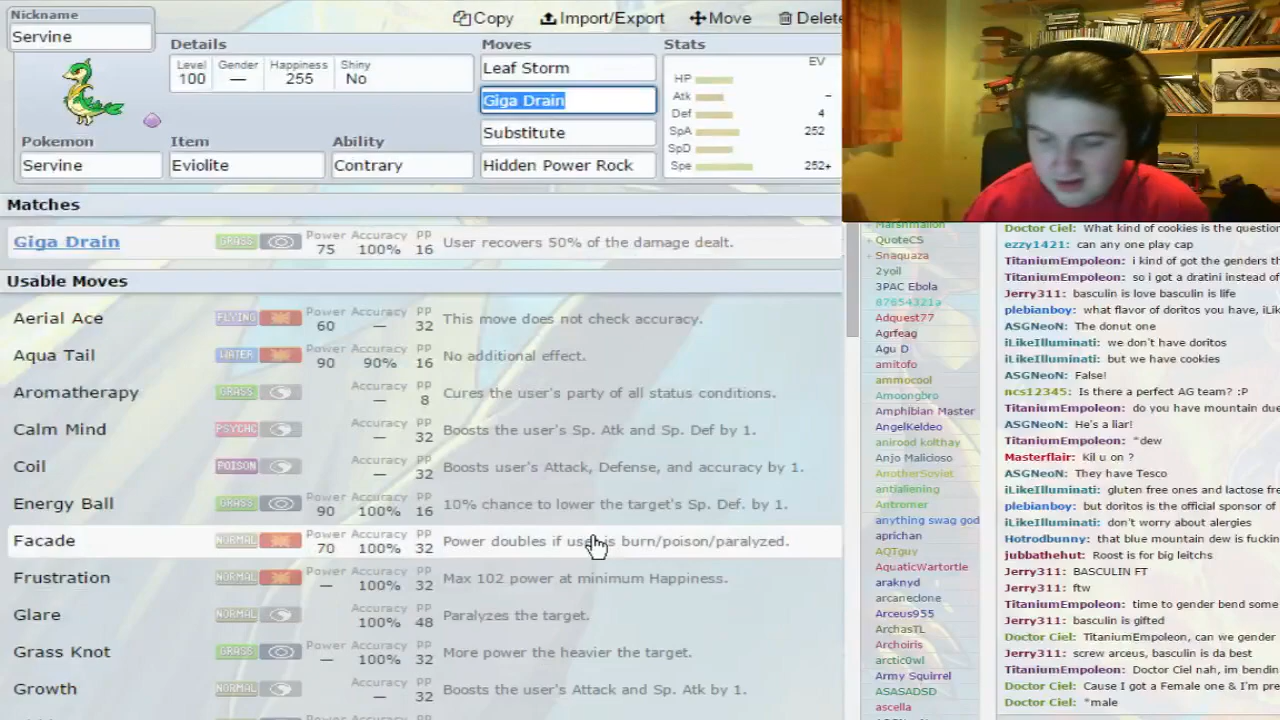 Nickname
Servine
Copy Import/Export Move Delete
Details
Level Gender Happiness Shiny
100 — 255 No
Pokemon Item Ability
Servine Eviolite Contrary
Moves
Leaf Storm
Giga Drain
Substitute
Hidden Power Rock
Stats
EV
HP
Atk –
Def 4
SpA 252
SpD
Spe 252+
Matches
Giga Drain GRASS Power 75 Accuracy 100% PP 16 User recovers 50% of the damage dealt.
Usable Moves
Aerial Ace FLYING Power 60 Accuracy — PP 32 This move does not check accuracy.
Aqua Tail WATER Power 90 Accuracy 90% PP 16 No additional effect.
Aromatherapy GRASS Accuracy — PP 8 Cures the user's party of all status conditions.
Calm Mind PSYCHC Accuracy — PP 32 Boosts the user's Sp. Atk and Sp. Def by 1.
Coil POISON Accuracy — PP 32 Boosts user's Attack, Defense, and accuracy by 1.
Energy Ball GRASS Power 90 Accuracy 100% PP 16 10% chance to lower the target's Sp. Def. by 1.
Facade NORMAL Power 70 Accuracy 100% PP 32 Power doubles if user is burn/poison/paralyzed.
Frustration NORMAL Power — Accuracy 100% PP 32 Max 102 power at minimum Happiness.
Glare NORMAL Accuracy 100% PP 48 Paralyzes the target.
Grass Knot GRASS Power — Accuracy 100% PP 32 More power the heavier the target.
Growth NORMAL Accuracy — PP 32 Boosts the user's Attack and Sp. Atk by 1.
+ Marshmallon
+ QuoteCS
+ Snaquaza
2yoil
3PAC Ebola
87654321a
Adquest77
Agrfeag
Agu D
amitofo
ammocool
Amoongbro
Amphibian Master
AngelKeldeo
anirood kolthay
Anjo Malicioso
AnotherSoviet
antialiening
Antromer
anything swag god
aprichan
AQTguy
AquaticWartortle
araknyd
arcaneclone
Arceus955
ArchasTL
Archoiris
arctic0wl
Army Squirrel
ASASADSD
ascella
Doctor Ciel: What kind of cookies is the question
ezzy1421: can any one play cap
TitaniumEmpoleon: i kind of got the genders
TitaniumEmpoleon: so i got a dratini instead of
Jerry311: basculin is love basculin is life
plebianboy: what flavor of doritos you have,
ASGNeoN: The donut one
iLikeIlluminati: we don't have doritos
iLikeIlluminati: but we have cookies
ASGNeoN: False!
ncs12345: Is there a perfect AG team? :P
TitaniumEmpoleon: do you have mountain due
ASGNeoN: He's a liar!
TitaniumEmpoleon: *dew
Masterflair: Kil u on ?
ASGNeoN: They have Tesco
iLikeIlluminati: gluten free ones and lactose
plebianboy: but doritos is the official sponsor of
iLikeIlluminati: don't worry about alergies
Hotrodbunny: that blue mountain dew is
jubbathehut: Roost is for big leitchs
Jerry311: BASCULIN FT
Jerry311: ftw
TitaniumEmpoleon: time to gender bend some
Jerry311: basculin is gifted
Doctor Ciel: TitaniumEmpoleon, can we gender
Jerry311: screw arceus, basculin is da best
TitaniumEmpoleon: Doctor Ciel nah, im bending
Doctor Ciel: Cause I got a Female one & I'm
Doctor Ciel: *male